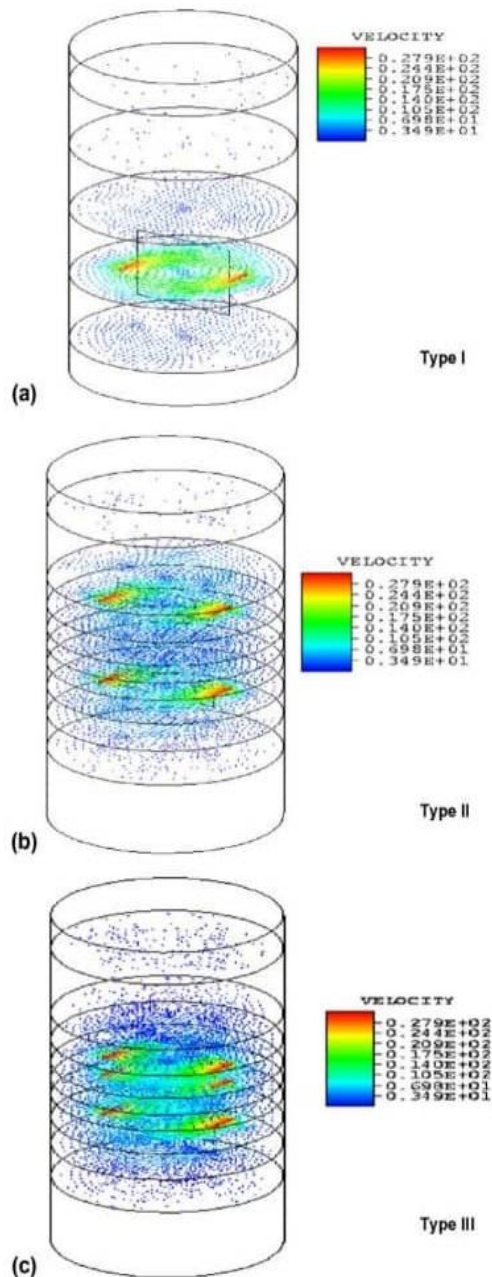 VELOCITY
0.279E+02
0.244E+02
0.209E+02
0.175E+02
0.140E+02
0.105E+02
0.698E+01
0.349E+01
Type I
(a)
VELOCITY
0.279E+02
0.244E+02
0.209E+02
0.175E+02
0.140E+02
0.105E+02
0.698E+01
0.349E+01
Type II
(b)
VELOCITY
0.279E+02
0.244E+02
0.209E+02
0.175E+02
0.140E+02
0.105E+02
0.698E+01
0.349E+01
Type III
(c)